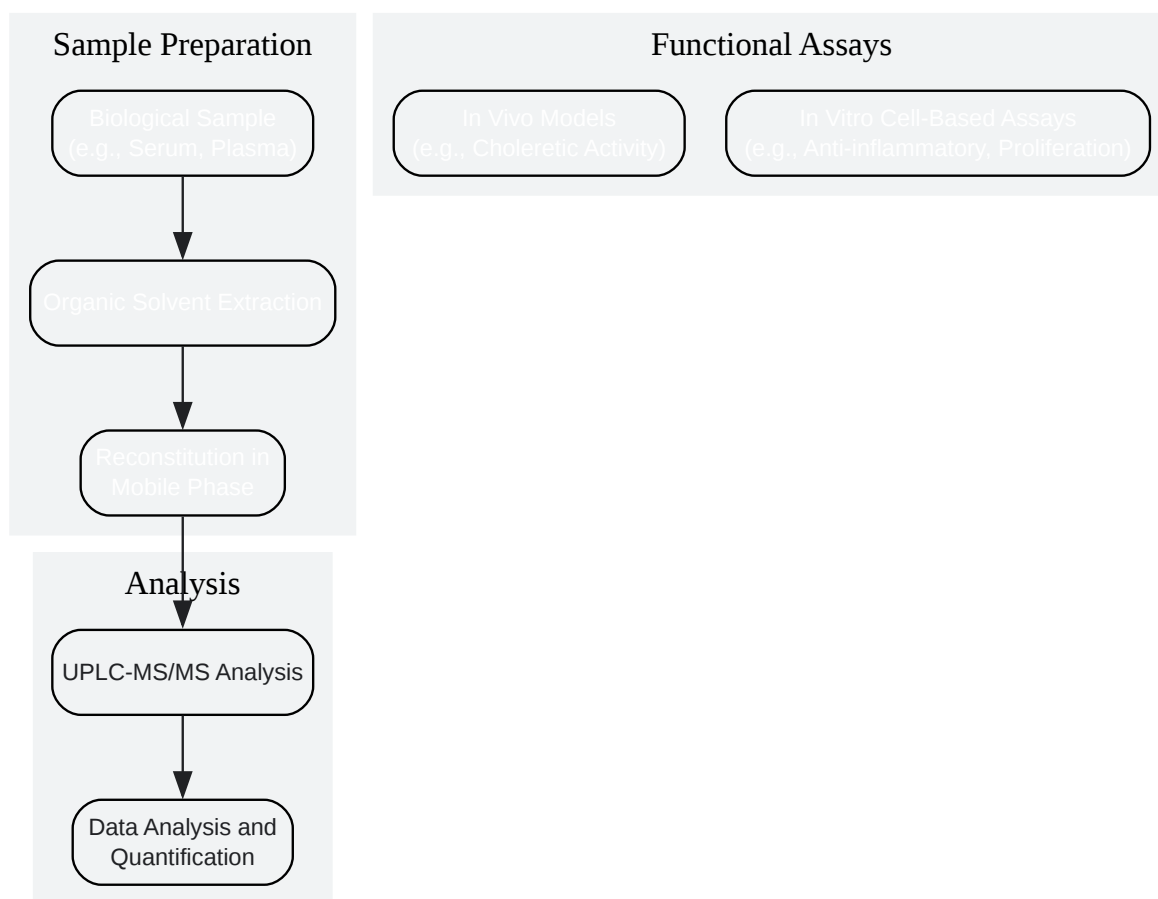 Sample Preparation
Biological Sample
(e.g., Serum, Plasma)
Organic Solvent Extraction
Reconstitution in
Mobile Phase
Analysis
UPLC-MS/MS Analysis
Data Analysis and
Quantification
Functional Assays
In Vivo Models
(e.g., Choleretic Activity)
In Vitro Cell-Based Assays
(e.g., Anti-inflammatory, Proliferation)